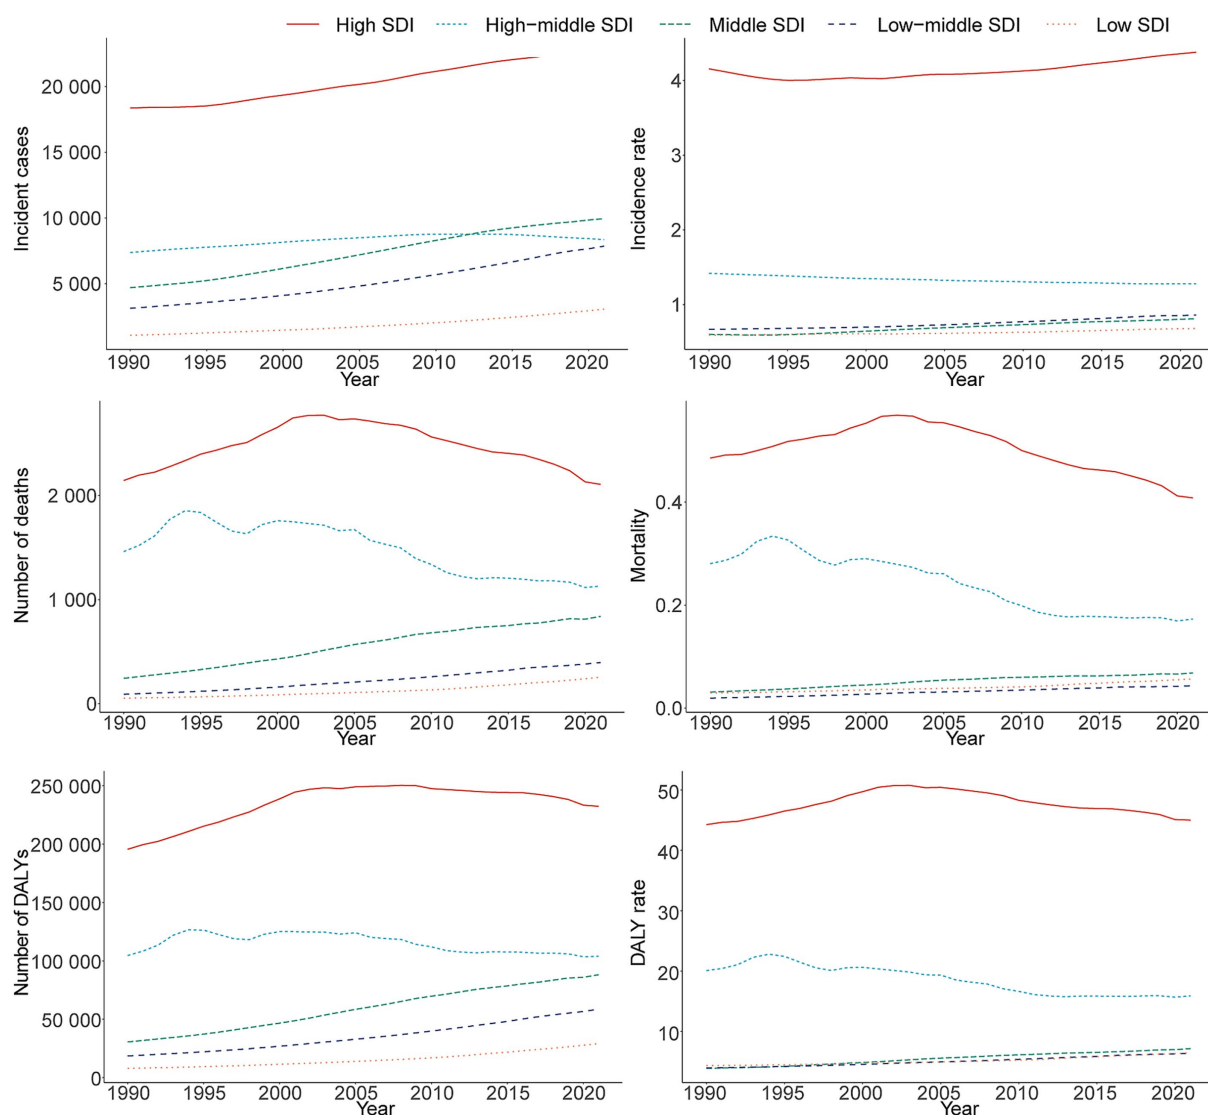 High SDI High−middle SDI Middle SDI Low−middle SDI Low SDI
Incident cases
20 000
15 000
10 000
5 000
1990 1995 2000 2005 2010 2015 2020
Year
Incidence rate
4
3
2
1
1990 1995 2000 2005 2010 2015 2020
Year
Number of deaths
2 000
1 000
0
1990 1995 2000 2005 2010 2015 2020
Year
Mortality
0.4
0.2
0.0
1990 1995 2000 2005 2010 2015 2020
Year
Number of DALYs
250 000
200 000
150 000
100 000
50 000
0
1990 1995 2000 2005 2010 2015 2020
Year
DALY rate
50
40
30
20
10
1990 1995 2000 2005 2010 2015 2020
Year